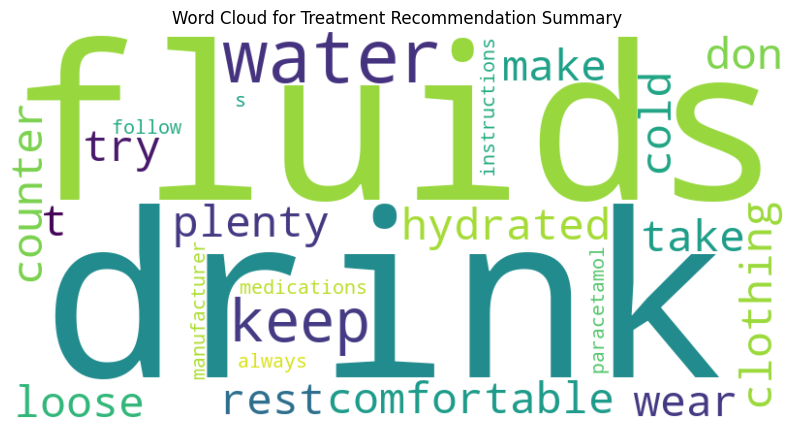 Word Cloud for Treatment Recommendation Summary
fluids
water
make
don
instructions
s
cold
counter
follow
try
t
plenty
hydrated
take
drink
clothing
manufacturer
medications
paracetamol
keep
always
loose
rest
comfortable
wear